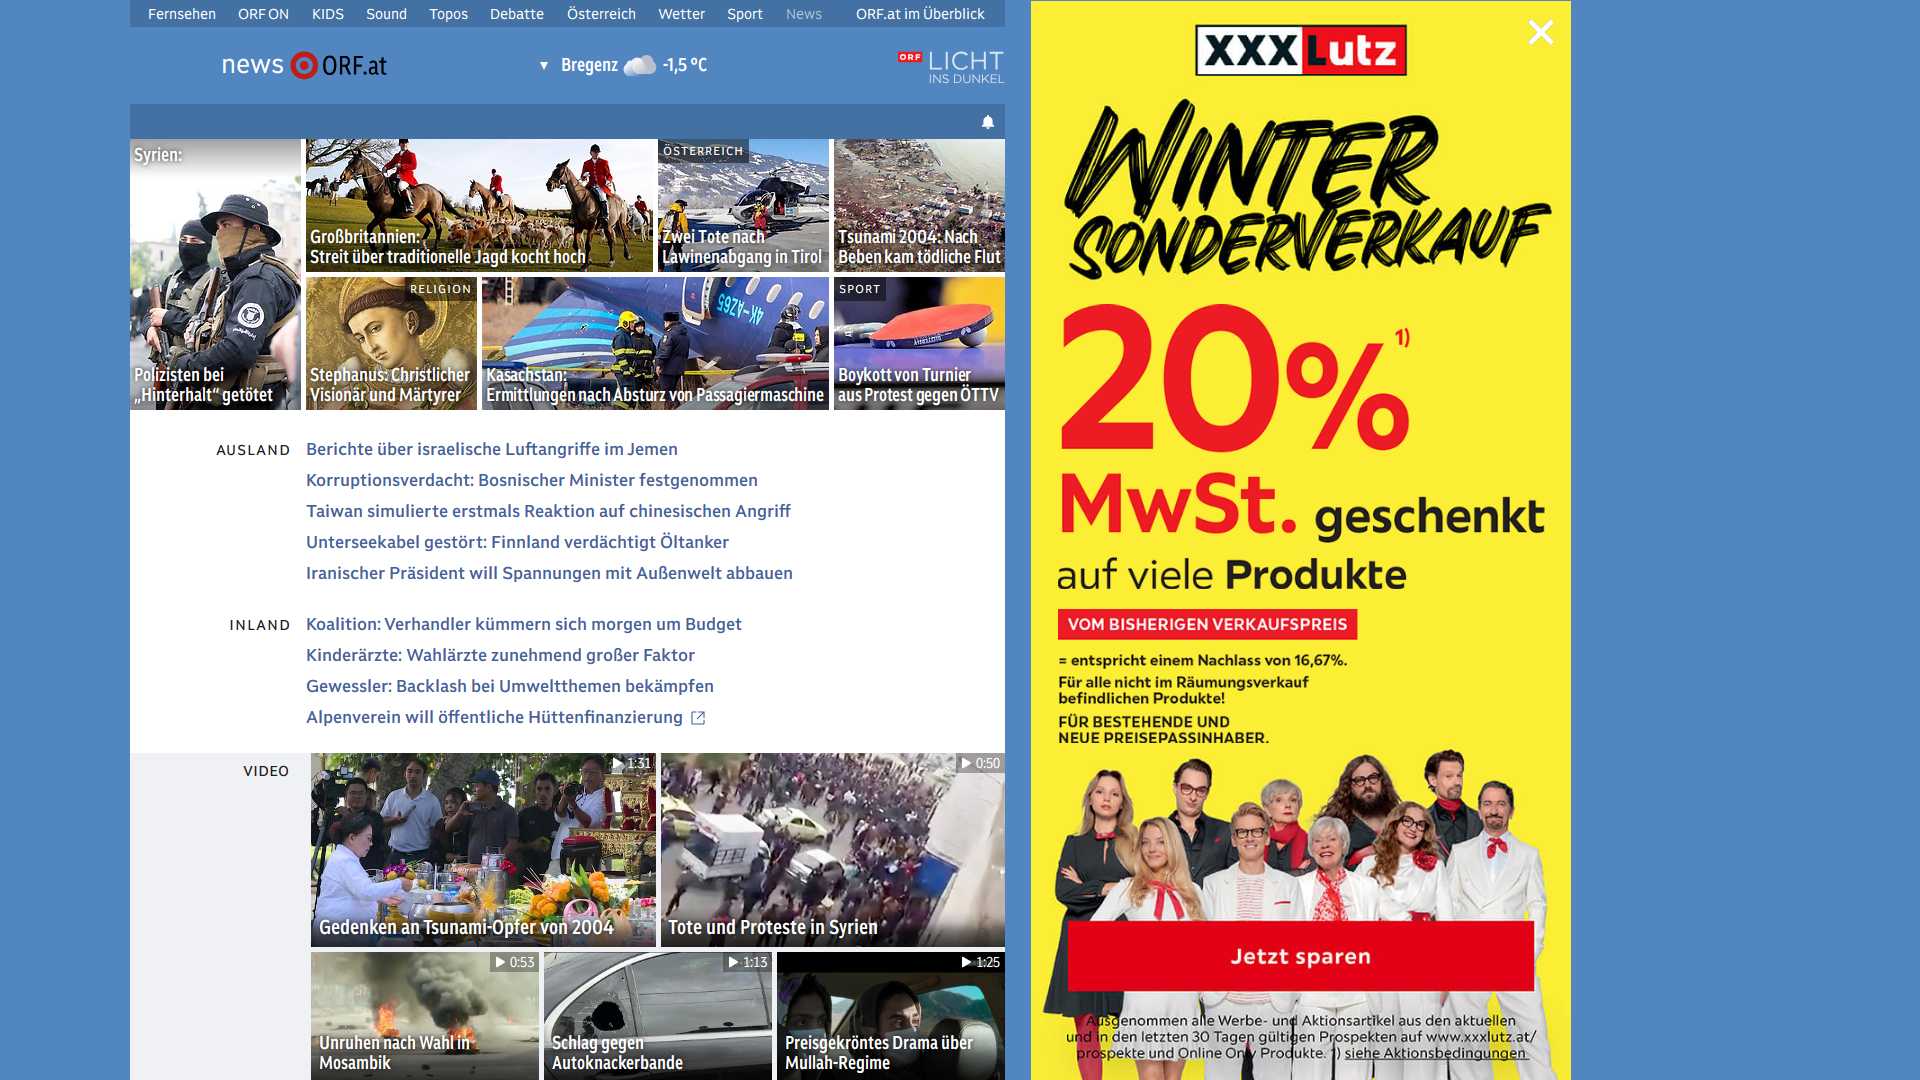 Fernsehen ORF ON KIDS Sound Topos Debatte Österreich Wetter Sport News ORF.at im Überblick
news ORF.at
Bregenz -1,5 °C
ORF LICHT
INS DUNKEL
Syrien:
Polizisten bei
„Hinterhalt“ getötet
Großbritannien:
Streit über traditionelle Jagd kocht hoch
ÖSTERREICH
Zwei Tote nach
Lawinenabgang in Tirol
Tsunami 2004: Nach
Beben kam tödliche Flut
RELIGION
Stephanus: Christlicher
Visionär und Märtyrer
4K-AZ65
Kasachstan:
Ermittlungen nach Absturz von Passagiermaschine
SPORT
Boykott von Turnier
aus Protest gegen ÖTTV
AUSLAND
Berichte über israelische Luftangriffe im Jemen
Korruptionsverdacht: Bosnischer Minister festgenommen
Taiwan simulierte erstmals Reaktion auf chinesischen Angriff
Unterseekabel gestört: Finnland verdächtigt Öltanker
Iranischer Präsident will Spannungen mit Außenwelt abbauen
INLAND
Koalition: Verhandler kümmern sich morgen um Budget
Kinderärzte: Wahlärzte zunehmend großer Faktor
Gewessler: Backlash bei Umweltthemen bekämpfen
Alpenverein will öffentliche Hüttenfinanzierung
VIDEO
1:31
Gedenken an Tsunami-Opfer von 2004
0:50
Tote und Proteste in Syrien
0:53
Unruhen nach Wahl in
Mosambik
1:13
Schlag gegen
Autoknackerbande
1:25
Preisgekröntes Drama über
Mullah-Regime
XXXLutz
WINTER
SONDERVERKAUF
20% 1)
MwSt. geschenkt
auf viele Produkte
VOM BISHERIGEN VERKAUFSPREIS
= entspricht einem Nachlass von 16,67%.
Für alle nicht im Räumungsverkauf
befindlichen Produkte!
FÜR BESTEHENDE UND
NEUE PREISEPASSINHABER.
Jetzt sparen
Ausgenommen alle Werbe- und Aktionsartikel aus den aktuellen
und in den letzten 30 Tagen gültigen Prospekten auf www.xxxlutz.at/
prospekte und Online Only Produkte. 1) siehe Aktionsbedingungen